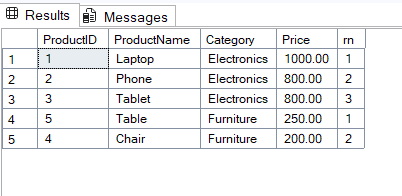 Results Messages
ProductID ProductName Category Price rn
1 1 Laptop Electronics 1000.00 1
2 2 Phone Electronics 800.00 2
3 3 Tablet Electronics 800.00 3
4 5 Table Furniture 250.00 1
5 4 Chair Furniture 200.00 2